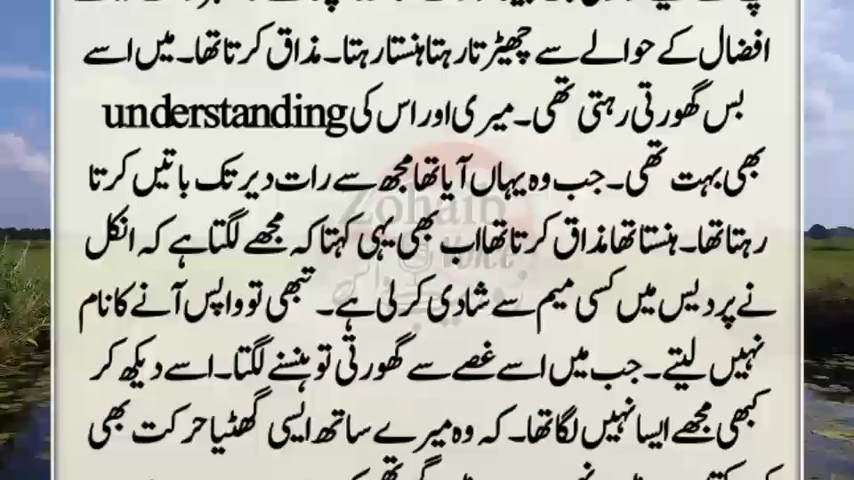 افضال کے حوالے سے چھیڑتا رہتا ہنستا رہتا۔ مذاق کرتا تھا۔ میں اسے
بس گھورتی رہتی تھی۔ میری اور اس کی understanding
بھی بہت تھی۔ جب وہ یہاں آیا تھا مجھ سے رات دیر تک باتیں کرتا
رہتا تھا۔ ہنستا تھا مذاق کرتا تھا اب بھی یہی کہتا کہ مجھے لگتا ہے کہ انکل
نے پردیس میں کسی میم سے شادی کر لی ہے۔ تبھی تو واپس آنے کا نام
نہیں لیتے۔ جب میں اسے غصے سے گھورتی تو ہنسنے لگتا۔ اسے دیکھ کر
کبھی مجھے ایسا نہیں لگا تھا۔ کہ وہ میرے ساتھ ایسی گھٹیا حرکت بھی
Zohaib
Voice